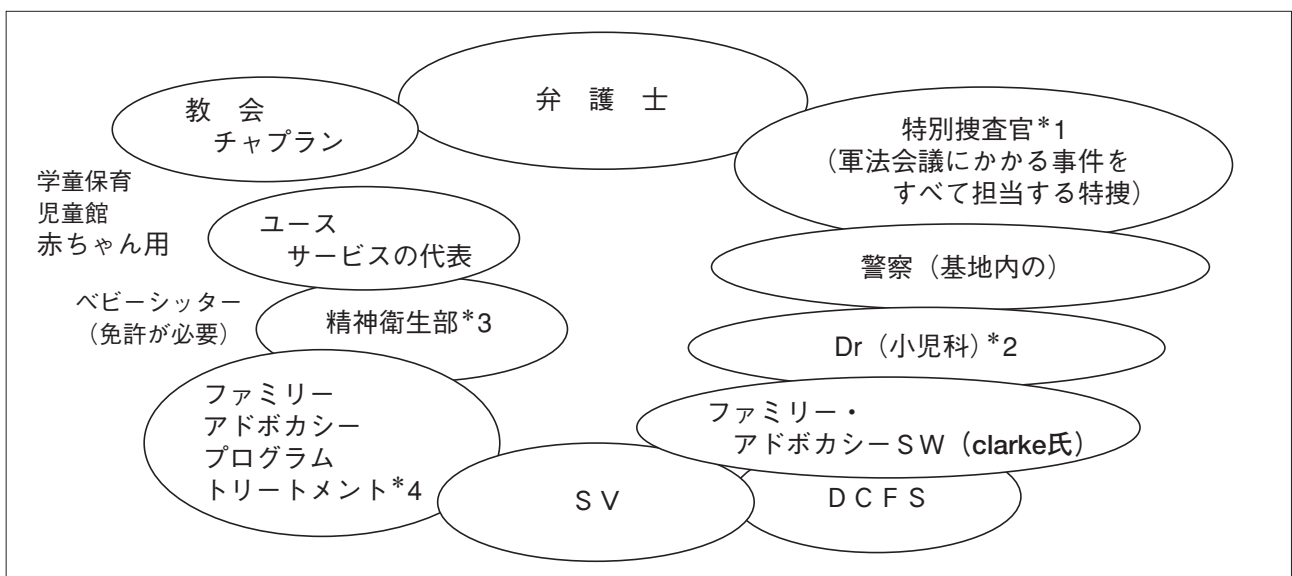 弁　護　士
教　会
チャプラン
特別捜査官*1
（軍法会議にかかる事件を
すべて担当する特捜）
学童保育
児童館
赤ちゃん用
ユース
サービスの代表
警察（基地内の）
ベビーシッター
（免許が必要）
精神衛生部*3
Dr（小児科）*2
ファミリー
アドボカシー
プログラム
トリートメント*4
ファミリー・
アドボカシーＳＷ（clarke氏）
ＳＶ
ＤＣＦＳ